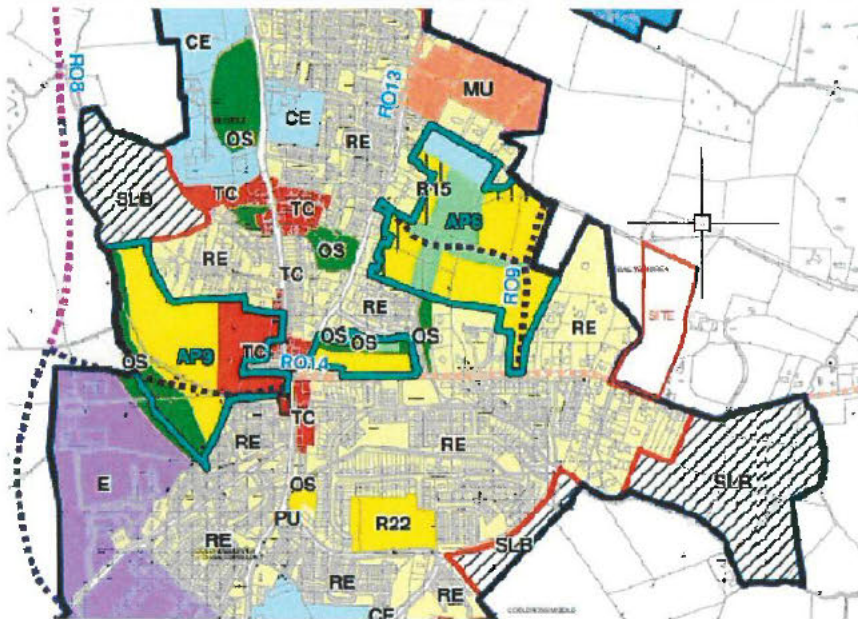 CE
RO8
RO13
MU
OS
CE
RE
R15
SLB
TC
TC
AP6
OS
RE
TC
RO9
RE
RE
SITE
OS
OS
OS
OS
AP9
TC
RO14
TC
RE
RE
SLB
E
OS
PU
R22
RE
SLB
RE
RE
CE